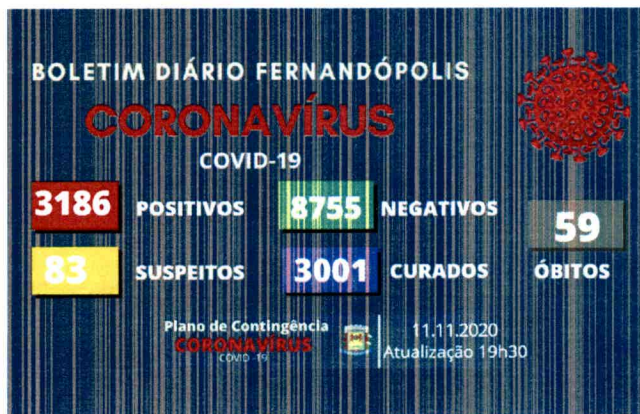 BOLETIM DIÁRIO FERNANDÓPOLIS
CORONAVÍRUS
COVID-19
3186 POSITIVOS
8755 NEGATIVOS
59
83 SUSPEITOS
3001 CURADOS
ÓBITOS
Plano de Contingência
CORONAVÍRUS
COVID -19
11.11.2020
Atualização 19h30